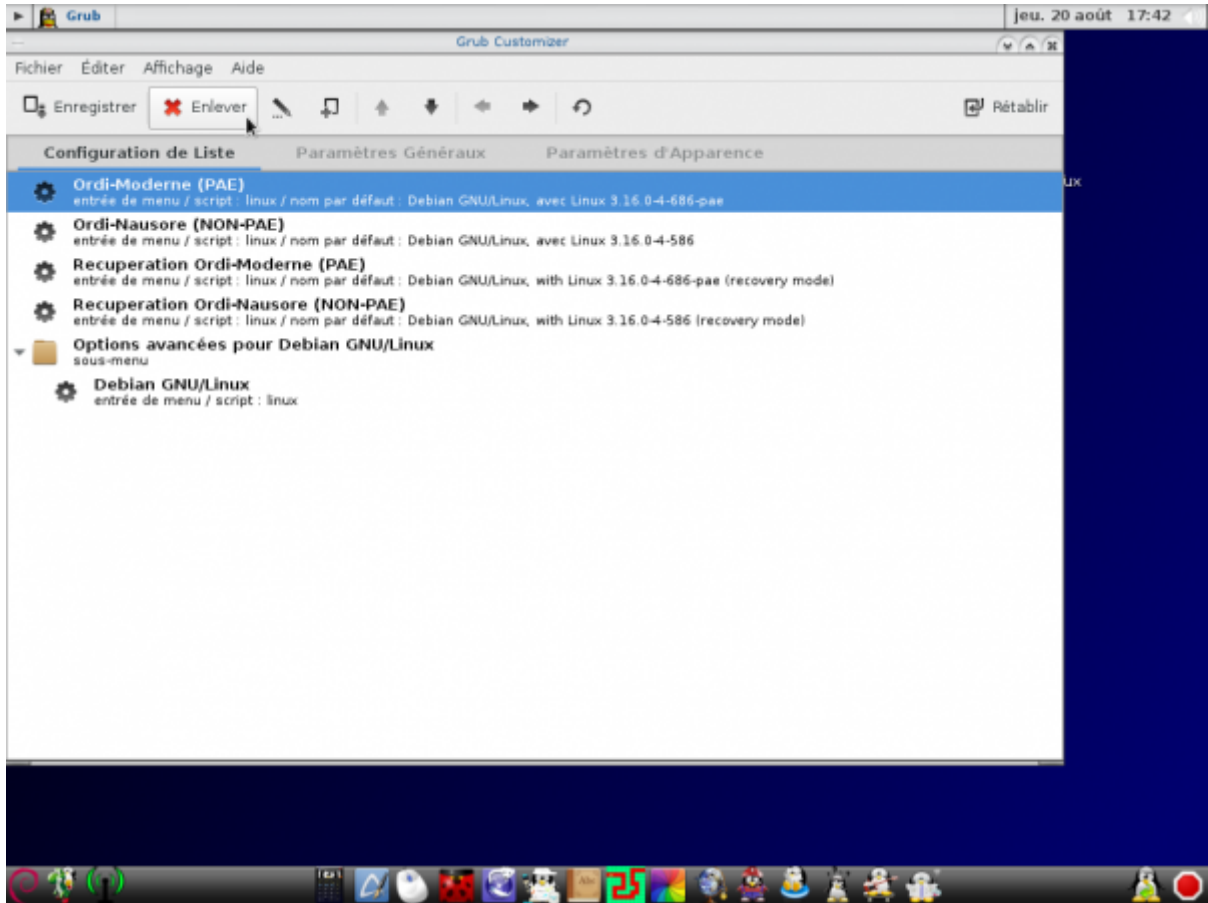 Grub
jeu. 20 août 17:42
Grub Customizer
Fichier Éditer Affichage Aide
Enregistrer Enlever Rétablir
Configuration de Liste Paramètres Généraux Paramètres d'Apparence
Ordi-Moderne (PAE)
entrée de menu / script : linux / nom par défaut : Debian GNU/Linux, avec Linux 3.16.0-4-686-pae
Ordi-Nausore (NON-PAE)
entrée de menu / script : linux / nom par défaut : Debian GNU/Linux, avec Linux 3.16.0-4-586
Recuperation Ordi-Moderne (PAE)
entrée de menu / script : linux / nom par défaut : Debian GNU/Linux, with Linux 3.16.0-4-686-pae (recovery mode)
Recuperation Ordi-Nausore (NON-PAE)
entrée de menu / script : linux / nom par défaut : Debian GNU/Linux, with Linux 3.16.0-4-586 (recovery mode)
Options avancées pour Debian GNU/Linux
sous-menu
Debian GNU/Linux
entrée de menu / script : linux
ux